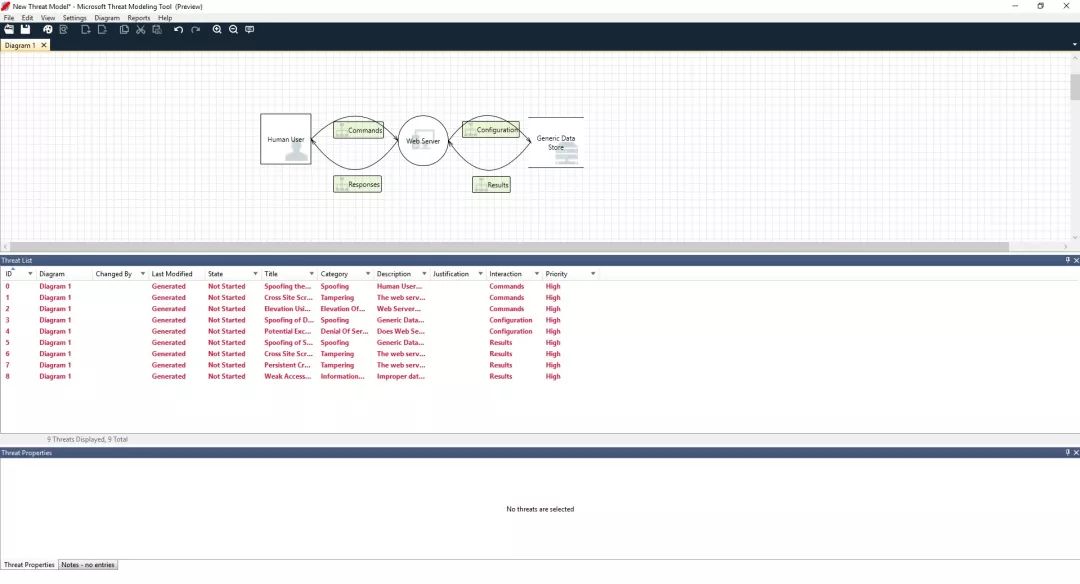 New Threat Model* - Microsoft Threat Modeling Tool (Preview)
File Edit View Settings Diagram Reports Help
Diagram 1
Human User
Commands
Responses
Web Server
Configuration
Results
Generic Data
Store
Threat List
ID Diagram Changed By Last Modified State Title Category Description Justification Interaction Priority
0 Diagram 1 Generated Not Started Spoofing the... Spoofing Human User... Commands High
1 Diagram 1 Generated Not Started Cross Site Scr... Tampering The web serv... Commands High
2 Diagram 1 Generated Not Started Elevation Usi... Elevation Of... Web Server... Commands High
3 Diagram 1 Generated Not Started Spoofing of D... Spoofing Generic Data... Configuration High
4 Diagram 1 Generated Not Started Potential Exc... Denial Of Ser... Does Web Se... Configuration High
5 Diagram 1 Generated Not Started Spoofing of S... Spoofing Generic Data... Results High
6 Diagram 1 Generated Not Started Cross Site Scr... Tampering The web serv... Results High
7 Diagram 1 Generated Not Started Persistent Cr... Tampering The web serv... Results High
8 Diagram 1 Generated Not Started Weak Access... Information... Improper dat... Results High
9 Threats Displayed, 9 Total
Threat Properties
No threats are selected
Threat Properties Notes - no entries